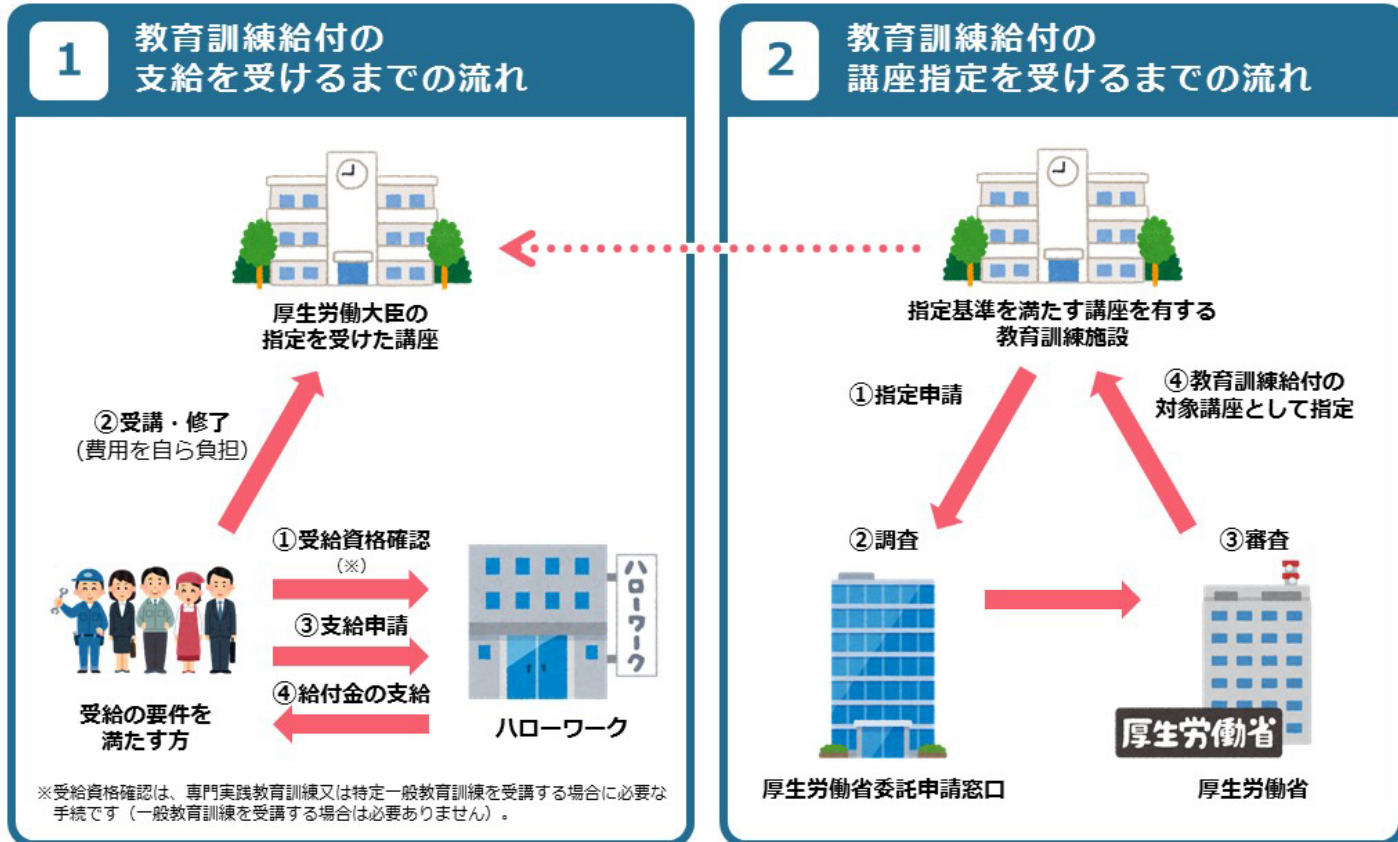 1
教育訓練給付の
支給を受けるまでの流れ
厚生労働大臣の
指定を受けた講座
②受講・修了
(費用を自ら負担)
①受給資格確認
(※)
③支給申請
④給付金の支給
受給の要件を
満たす方
ハローワーク
ハローワーク
※受給資格確認は、専門実践教育訓練又は特定一般教育訓練を受講する場合に必要な
手続です（一般教育訓練を受講する場合は必要ありません）。
2
教育訓練給付の
講座指定を受けるまでの流れ
指定基準を満たす講座を有する
教育訓練施設
①指定申請
④教育訓練給付の
対象講座として指定
②調査
③審査
厚生労働省
厚生労働省委託申請窓口
厚生労働省